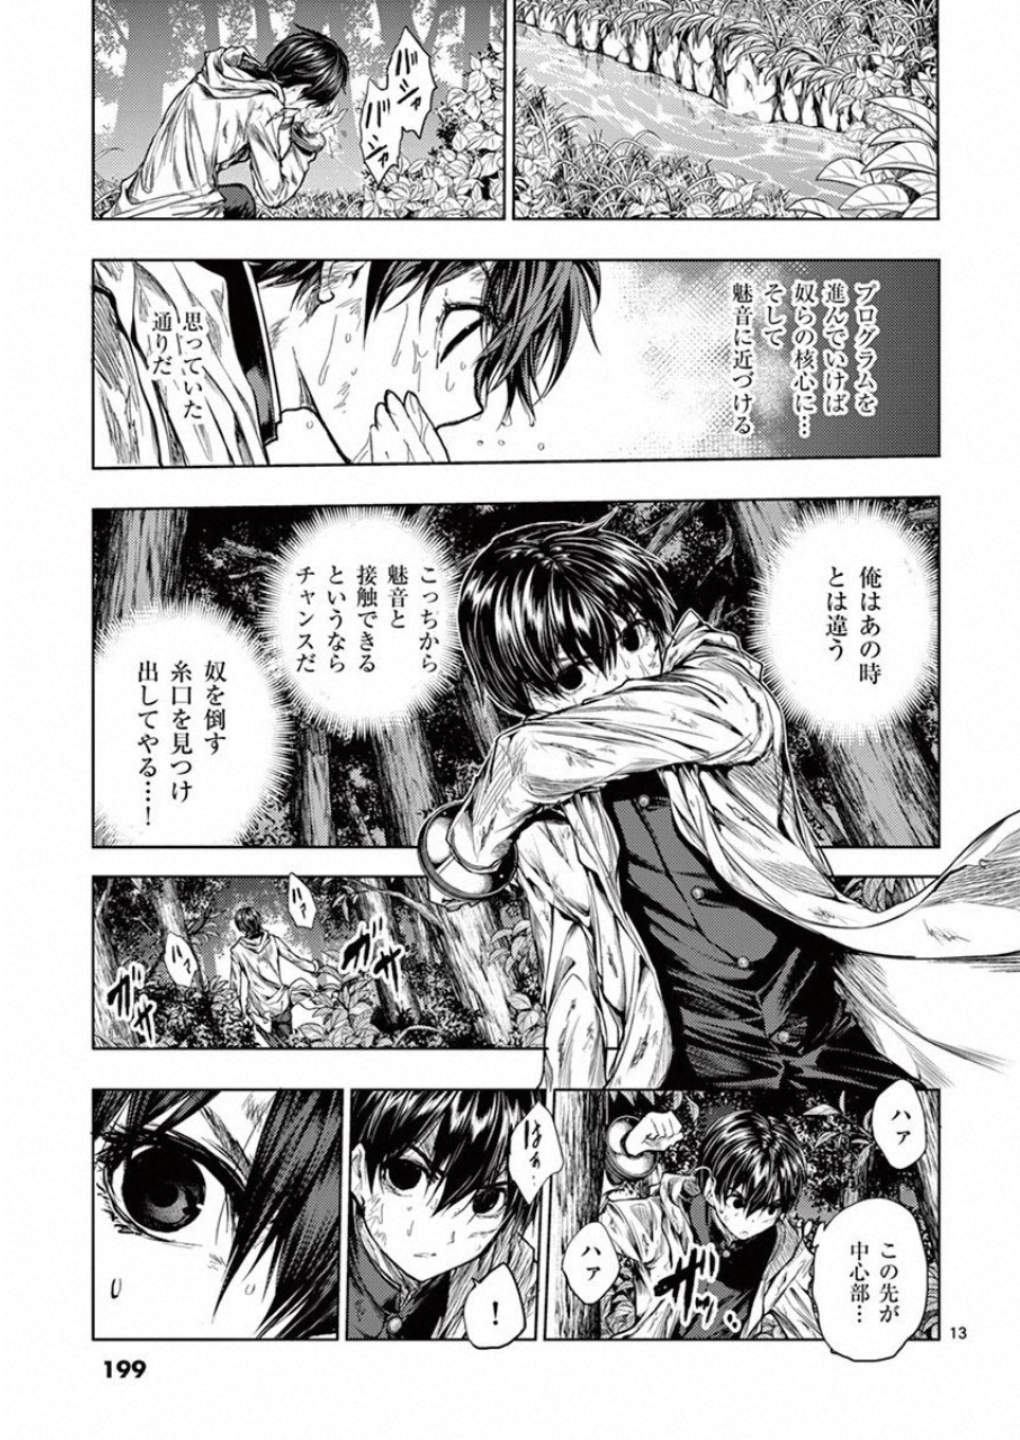 バシャ
バシャ
プログラムを
進んでいけば
奴らの核心に…
そして
魅音に近づける
思っていた
通りだ
俺はあの時
とは違う
こっちから
魅音と
接触できる
というなら
チャンスだ
奴を倒す
糸口を見つけ
出してやる…!
ハァ
ガサ
ハァ
ガサ
ハァ
この先が
中心部…
ハァ
ザッ
はぁ
!
13
199